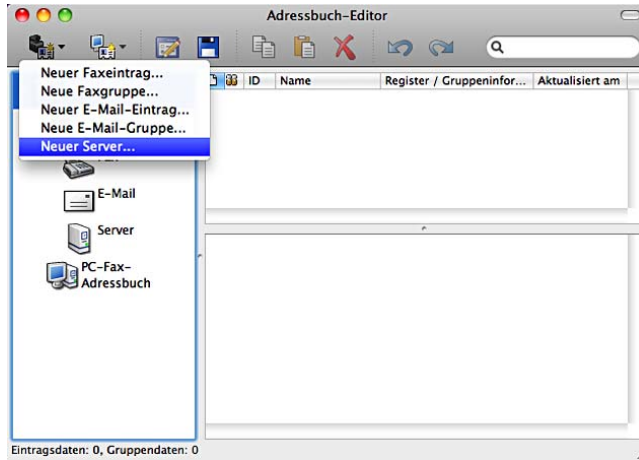 Adressbuch-Editor
Neuer Faxeintrag...
Neue Faxgruppe...
Neuer E-Mail-Eintrag...
Neue E-Mail-Gruppe...
Neuer Server...
ID Name Register / Gruppeninfor... Aktualisiert am
E-Mail
Server
PC-Fax-
Adressbuch
Eintragsdaten: 0, Gruppendaten: 0